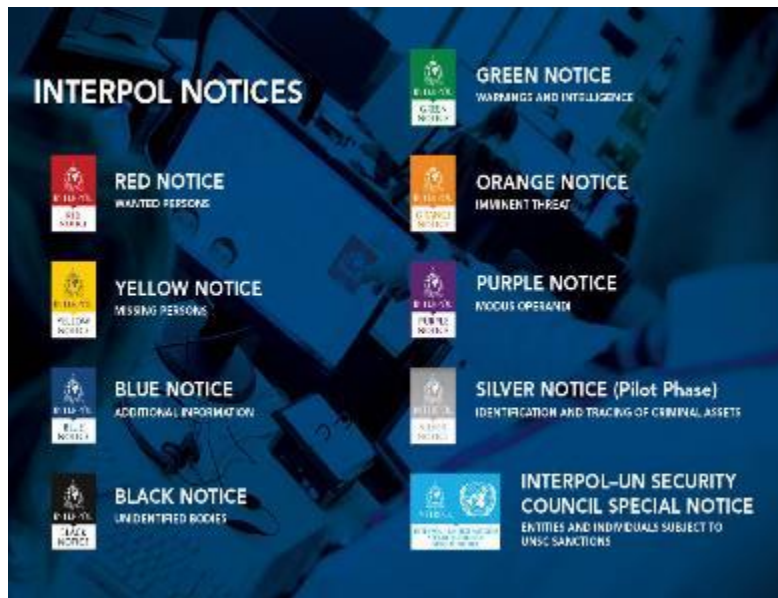 INTERPOL NOTICES
RED NOTICE
WANTED PERSONS
YELLOW NOTICE
MISSING PERSONS
BLUE NOTICE
ADDITIONAL INFORMATION
BLACK NOTICE
UNIDENTIFIED BODIES
GREEN NOTICE
WARNINGS AND INTELLIGENCE
ORANGE NOTICE
IMMINENT THREAT
PURPLE NOTICE
MODUS OPERANDI
SILVER NOTICE (Pilot Phase)
IDENTIFICATION AND TRACING OF CRIMINAL ASSETS
INTERPOL–UN SECURITY
COUNCIL SPECIAL NOTICE
ENTITIES AND INDIVIDUALS SUBJECT TO
UNSC SANCTIONS